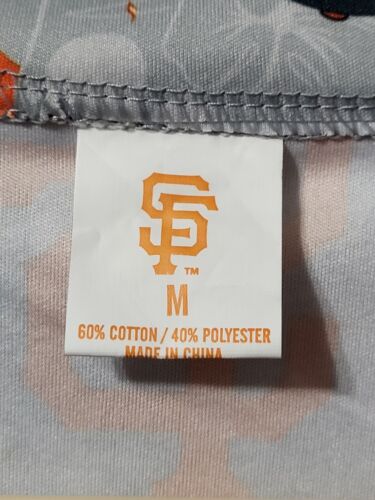 SF
TM
M
60% COTTON / 40% POLYESTER
MADE IN CHINA